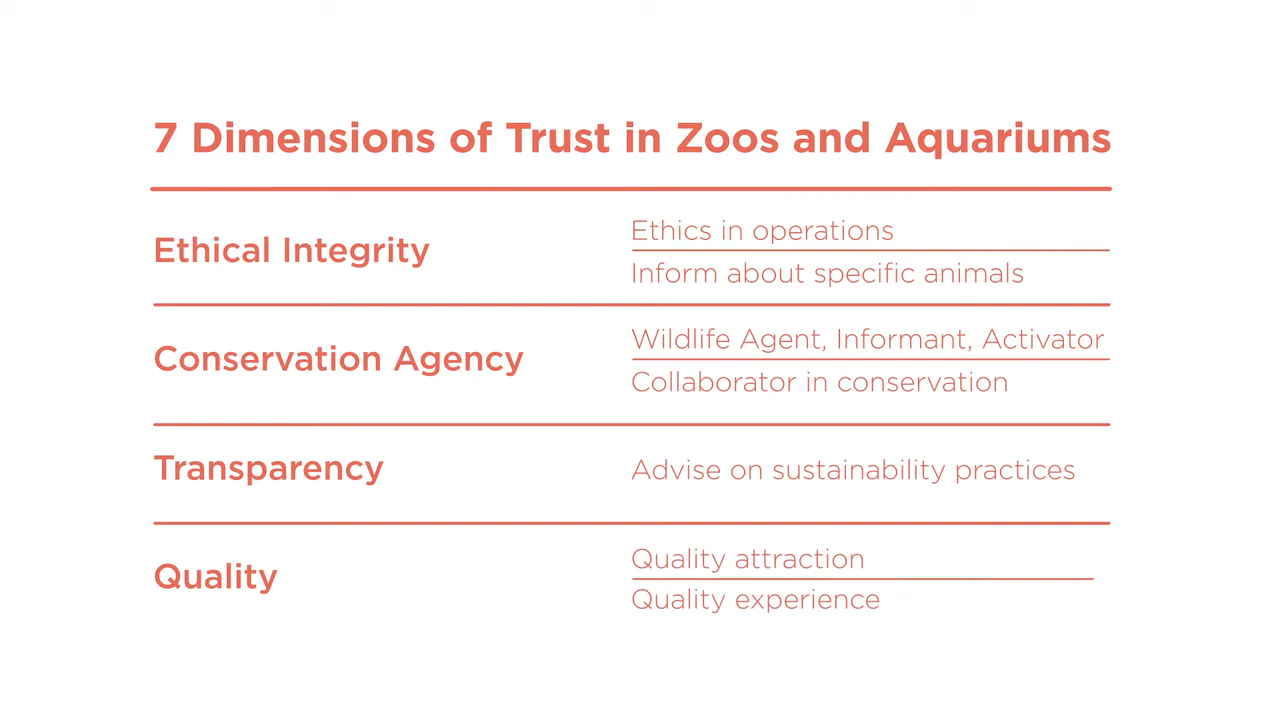 7 Dimensions of Trust in Zoos and Aquariums
Ethical Integrity
Ethics in operations
Inform about specific animals
Conservation Agency
Wildlife Agent, Informant, Activator
Collaborator in conservation
Transparency
Advise on sustainability practices
Quality
Quality attraction
Quality experience